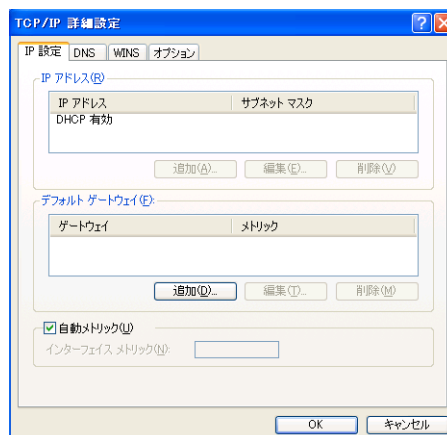 TCP/IP 詳細設定
IP 設定 DNS WINS オプション
IP アドレス(R)
IP アドレス サブネット マスク
DHCP 有効
追加(A)... 編集(E)... 削除(V)
デフォルト ゲートウェイ(F):
ゲートウェイ メトリック
追加(D)... 編集(T)... 削除(M)
自動メトリック(U)
インターフェイス メトリック(N):
OK キャンセル